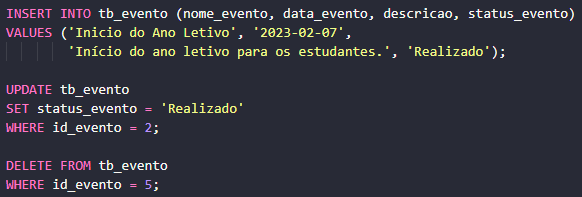 INSERT INTO tb_evento (nome_evento, data_evento, descricao, status_evento)
VALUES ('Inicio do Ano Letivo', '2023-02-07',
'Início do ano letivo para os estudantes.', 'Realizado');
UPDATE tb_evento
SET status_evento = 'Realizado'
WHERE id_evento = 2;
DELETE FROM tb_evento
WHERE id_evento = 5;